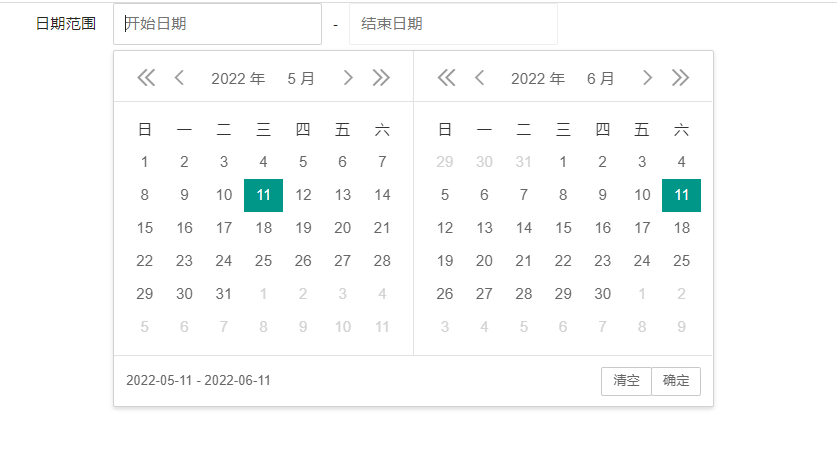 日期范围 开始日期 - 结束日期
2022 年 5 月 2022 年 6 月
日 一 二 三 四 五 六 日 一 二 三 四 五 六
1 2 3 4 5 6 7 29 30 31 1 2 3 4
8 9 10 11 12 13 14 5 6 7 8 9 10 11
15 16 17 18 19 20 21 12 13 14 15 16 17 18
22 23 24 25 26 27 28 19 20 21 22 23 24 25
29 30 31 1 2 3 4 26 27 28 29 30 1 2
5 6 7 8 9 10 11 3 4 5 6 7 8 9
2022-05-11 - 2022-06-11 清空 确定